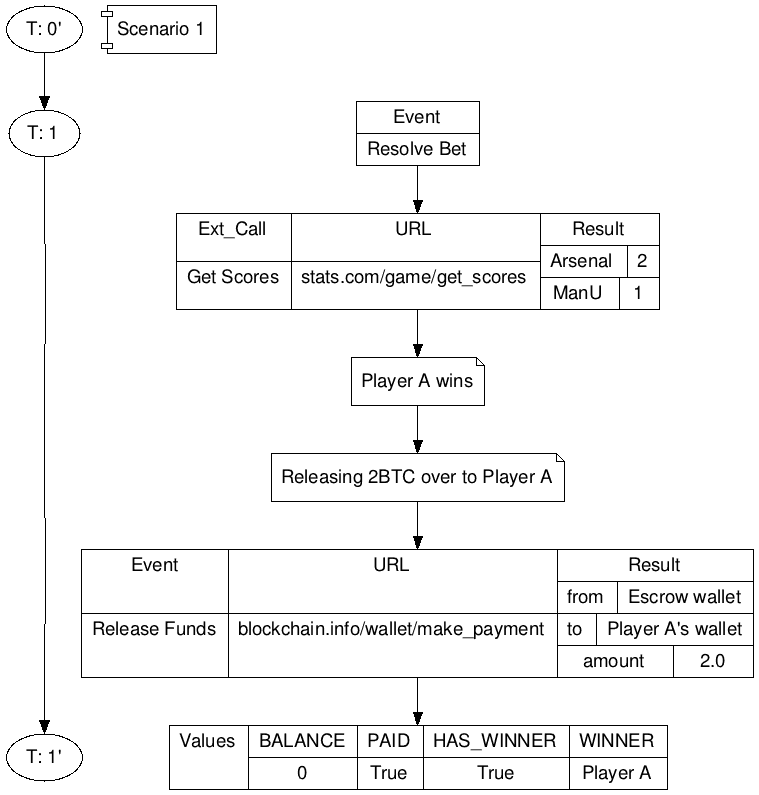 T: 0'
Scenario 1
T: 1
Event
Resolve Bet
Ext_Call
URL
Result
Get Scores
stats.com/game/get_scores
Arsenal
2
ManU
1
Player A wins
Releasing 2BTC over to Player A
Event
URL
Result
Release Funds
blockchain.info/wallet/make_payment
from
Escrow wallet
to
Player A's wallet
amount
2.0
T: 1'
Values
BALANCE
PAID
HAS_WINNER
WINNER
0
True
True
Player A